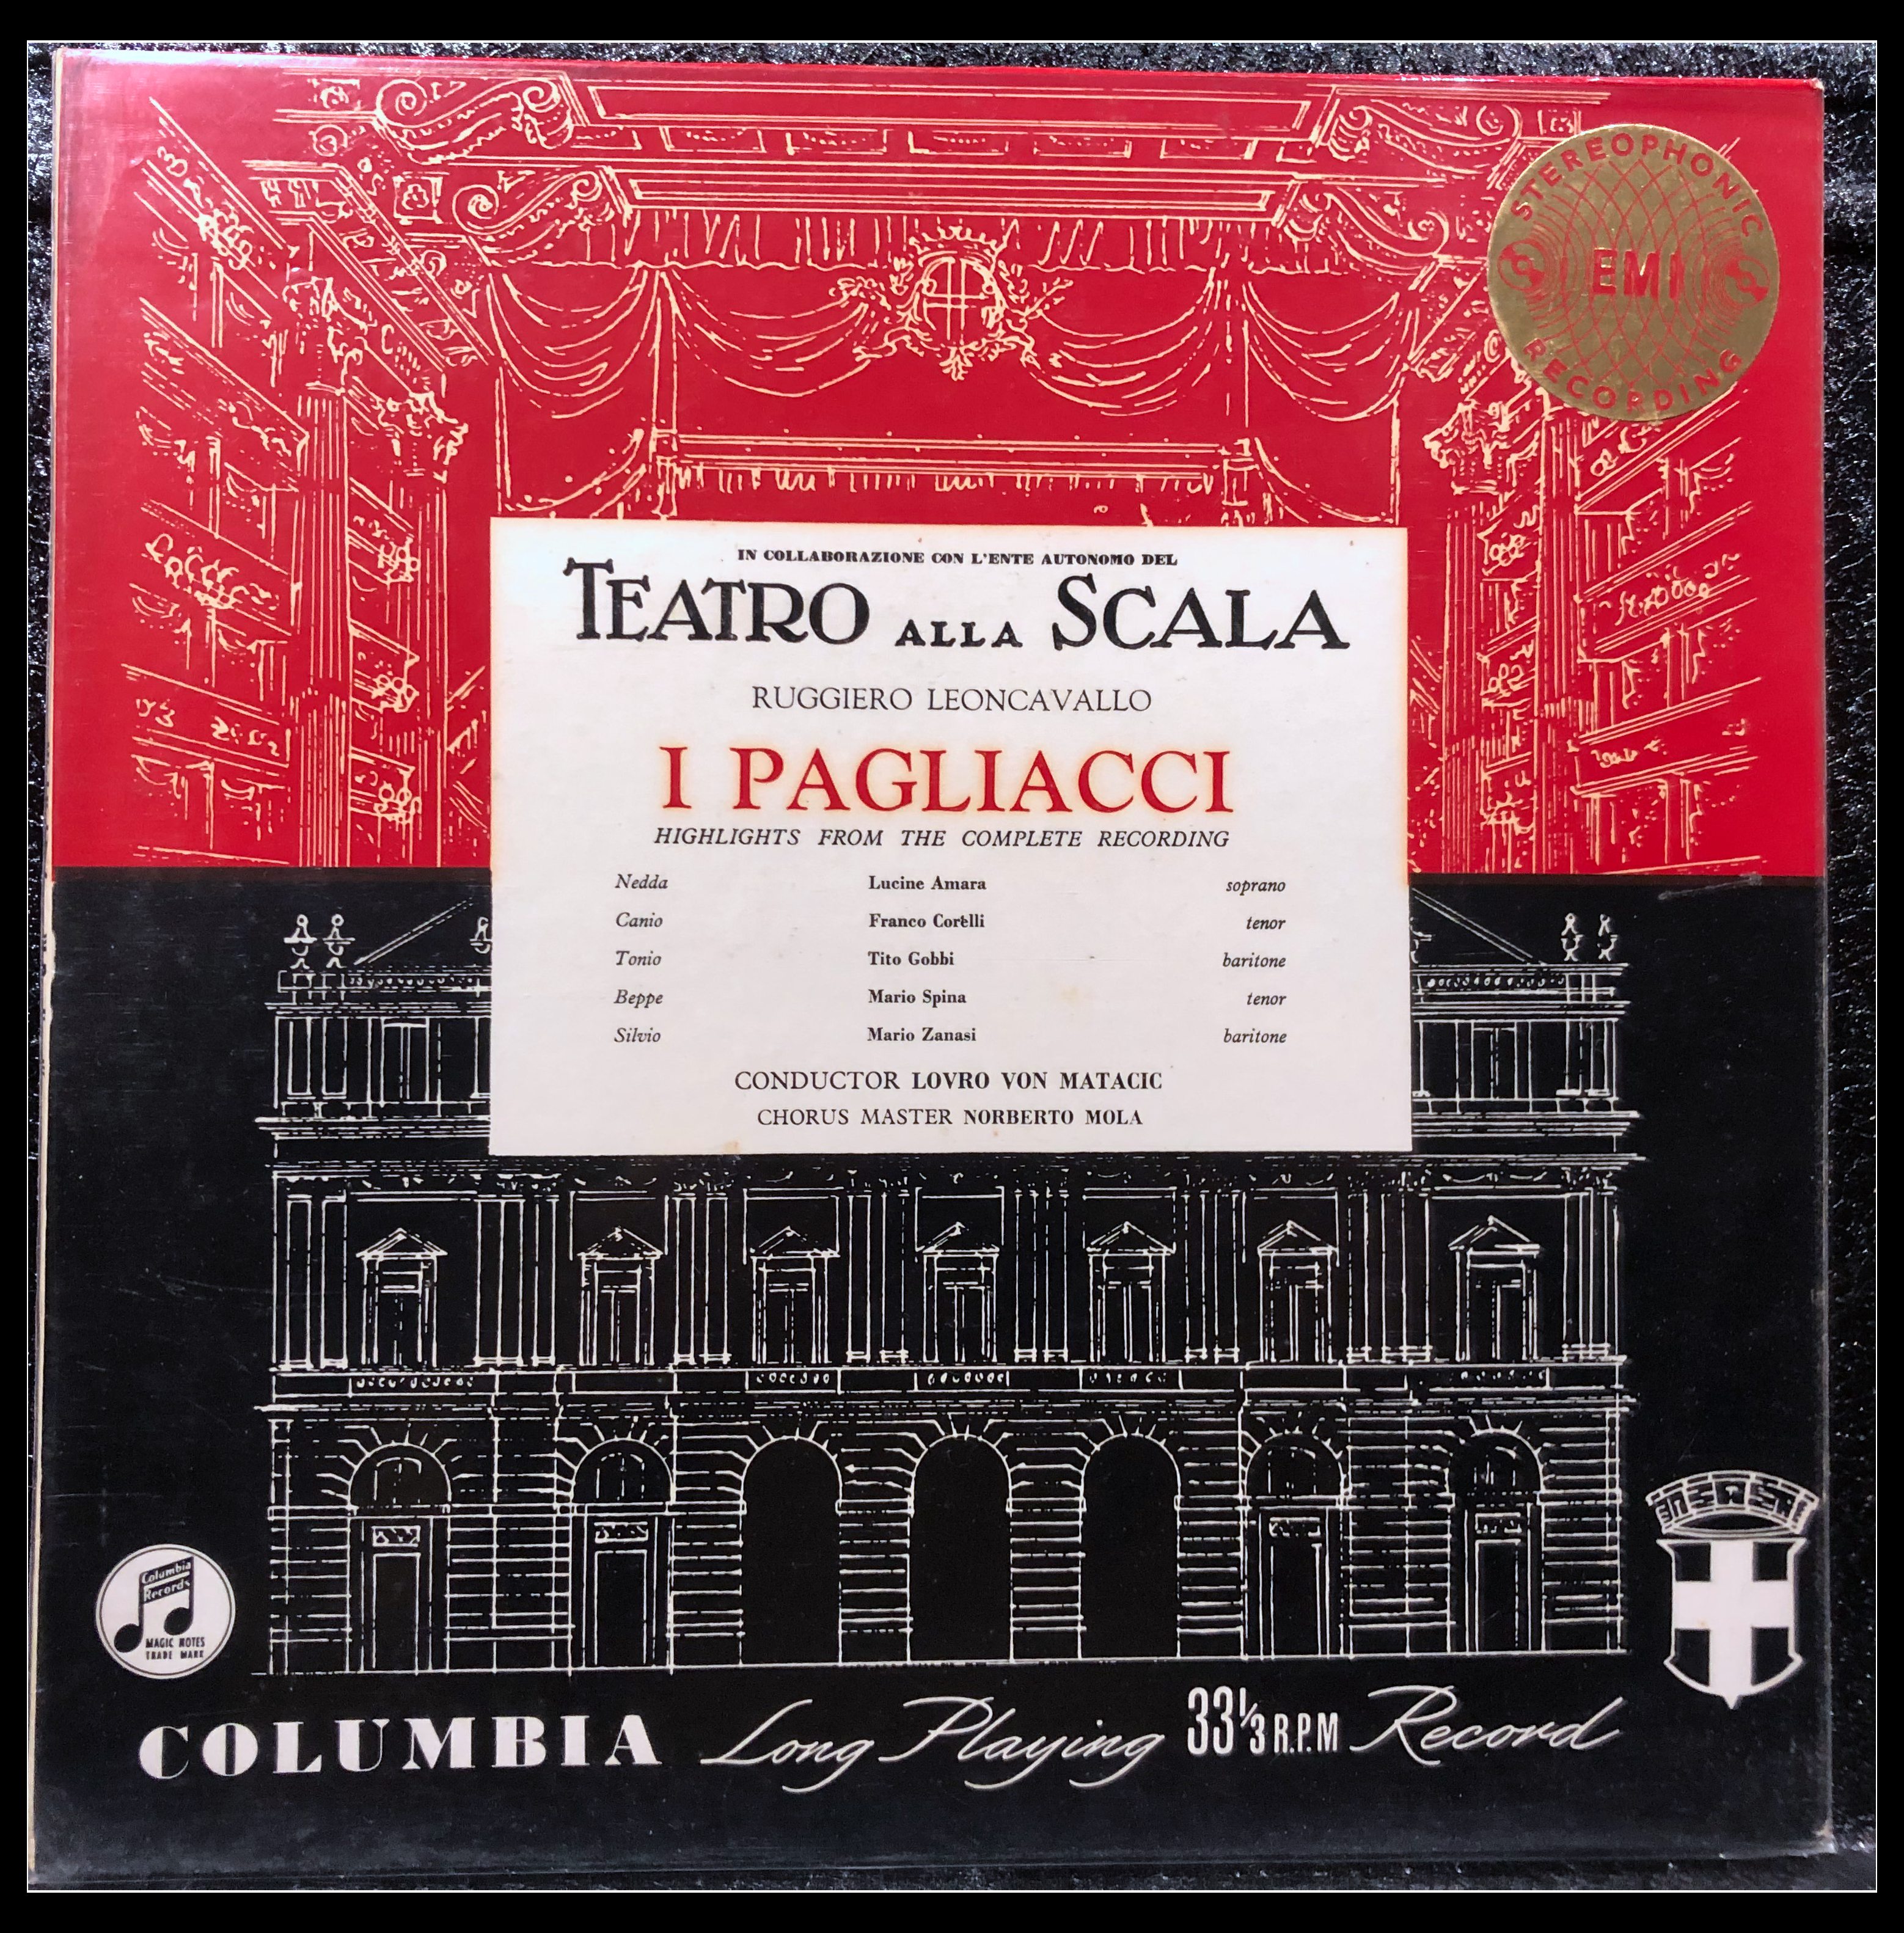 STEREOPHONIC
EMI
RECORDING
IN COLLABORAZIONE CON L'ENTE AUTONOMO DEL
TEATRO ALLA SCALA
RUGGIERO LEONCAVALLO
I PAGLIACCI
HIGHLIGHTS FROM THE COMPLETE RECORDING
Nedda Lucine Amara soprano
Canio Franco Corelli tenor
Tonio Tito Gobbi baritone
Beppe Mario Spina tenor
Silvio Mario Zanasi baritone
CONDUCTOR LOVRO VON MATACIC
CHORUS MASTER NORBERTO MOLA
Columbia
Records
MAGIC NOTES
TRADE MARK
COLUMBIA Long Playing 33⅓ R.P.M Record